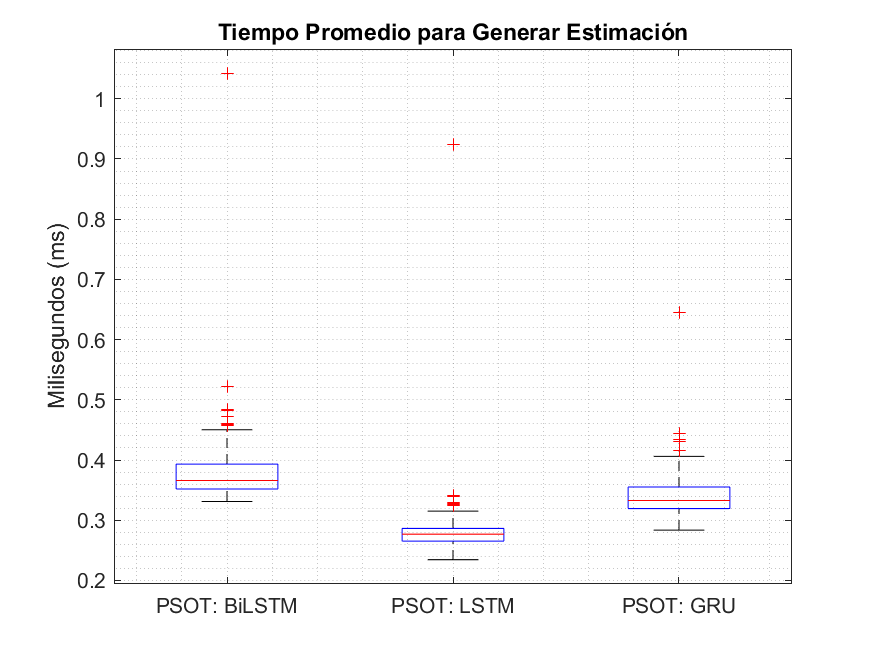 Tiempo Promedio para Generar Estimación
Milisegundos (ms)
1
0.9
0.8
0.7
0.6
0.5
0.4
0.3
0.2
PSOT: BiLSTM
PSOT: LSTM
PSOT: GRU